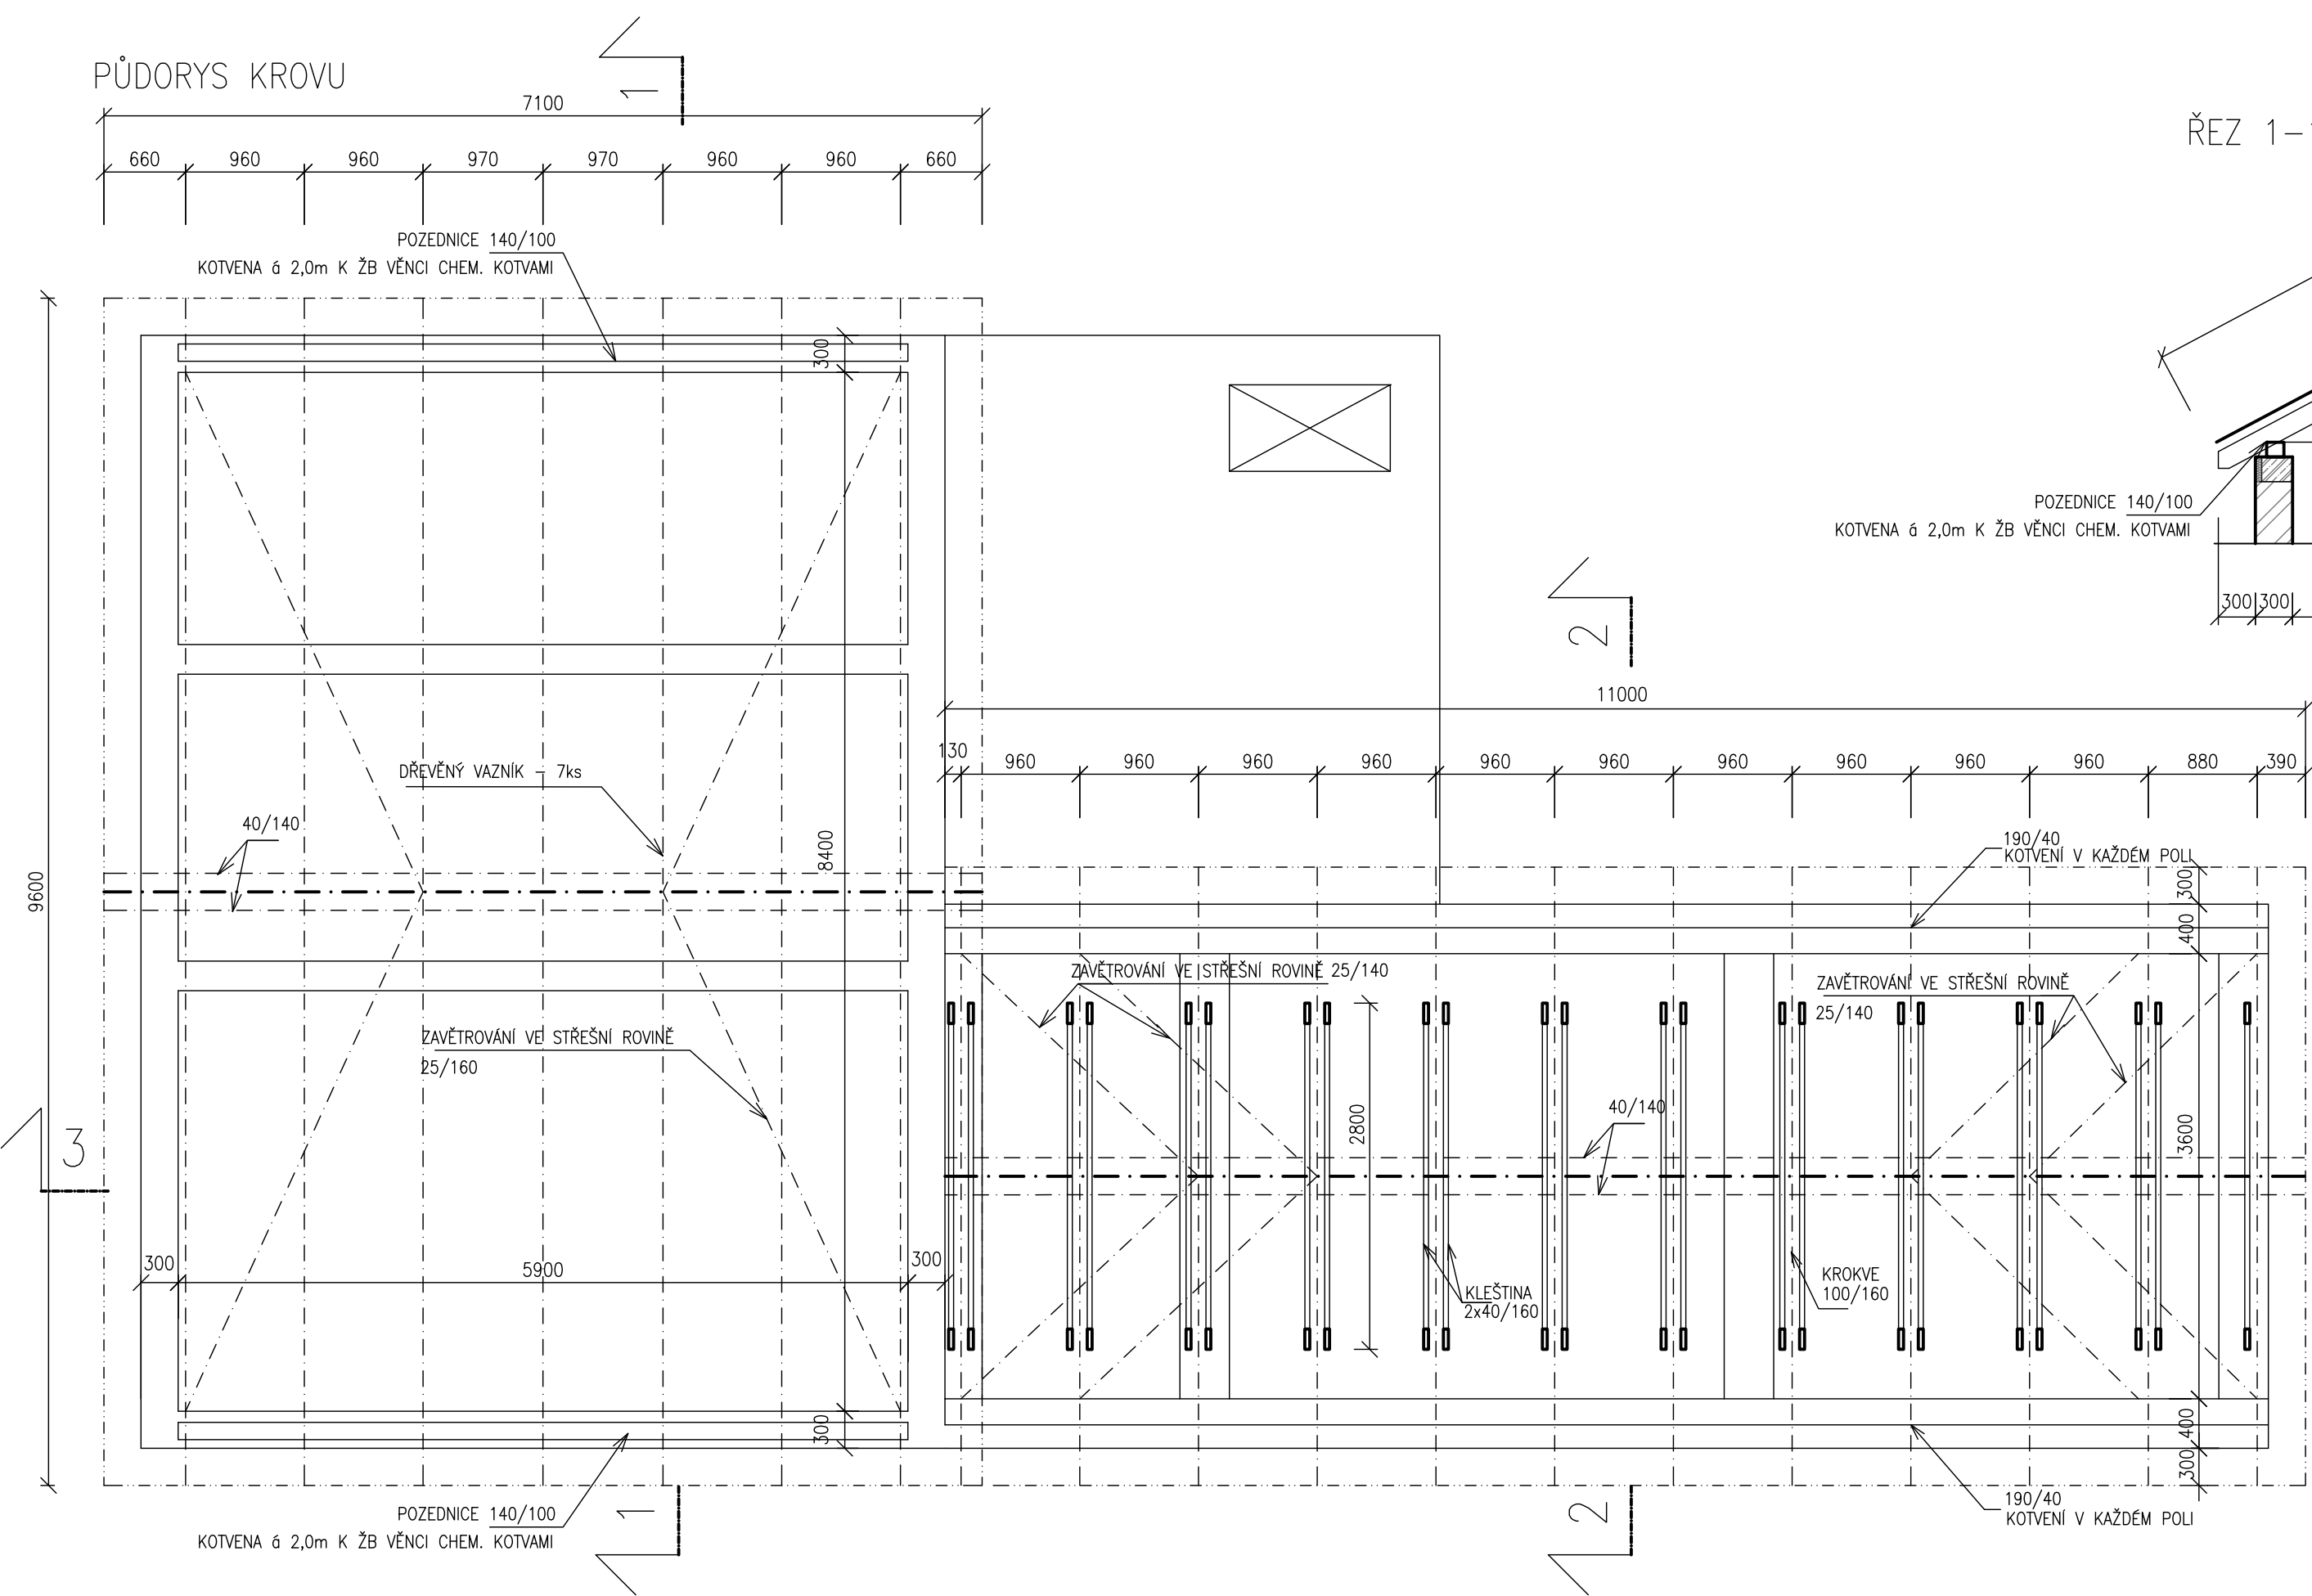 PŮDORYS KROVU
1
ŘEZ 1-
7100
660 960 960 970 970 960 960 660
POZEDNICE 140/100
KOTVENA á 2,0m K ŽB VĚNCI CHEM. KOTVAMI
300
POZEDNICE 140/100
KOTVENA á 2,0m K ŽB VĚNCI CHEM. KOTVAMI
300 300
2
11000
130 960 960 960 960 960 960 960 960 960 960 880 390
DŘEVĚNÝ VAZNÍK – 7ks
40/140
8400
9600
190/40
KOTVENÍ V KAŽDÉM POLI
300
400
ZAVĚTROVÁNÍ VE STŘEŠNÍ ROVINĚ 25/140
ZAVĚTROVÁNÍ VE STŘEŠNÍ ROVINĚ
25/140
ZAVĚTROVÁNÍ VE STŘEŠNÍ ROVINĚ
25/160
2800
40/140
3600
3
300 5900 300
KLEŠTINA
2x40/160
KROKVE
100/160
300
400
300
POZEDNICE 140/100
KOTVENA á 2,0m K ŽB VĚNCI CHEM. KOTVAMI
1
2
190/40
KOTVENÍ V KAŽDÉM POLI